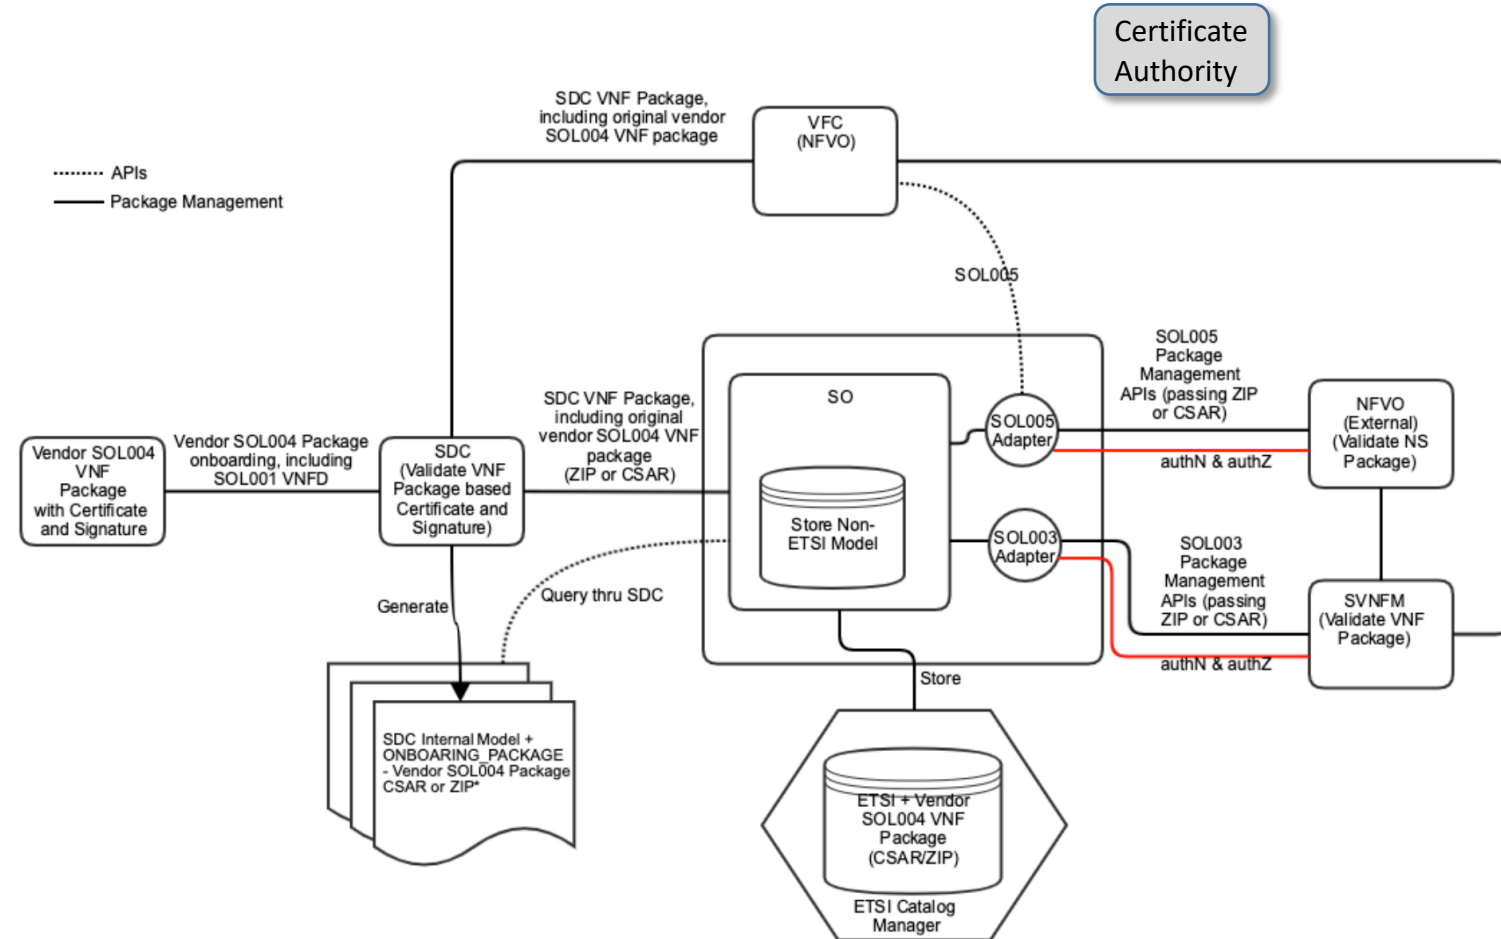 Certificate
Authority
SDC VNF Package,
including original vendor
SOL004 VNF package
VFC
(NFVO)
APIs
Package Management
SOL005
SOL005
Package
Management
APIs (passing ZIP
or CSAR)
SDC VNF Package,
including original
vendor SOL004 VNF
package
(ZIP or CSAR)
SO
SOL005
Adapter
NFVO
(External)
(Validate NS
Package)
authN & authZ
Vendor SOL004
VNF
Package
with Certificate
and Signature
Vendor SOL004 Package
onboarding, including
SOL001 VNFD
SDC
(Validate VNF
Package based
Certificate and
Signature)
Store Non-
ETSI Model
SOL003
Adapter
SOL003
Package
Management
APIs (passing
ZIP or CSAR)
SVNFM
(Validate VNF
Package)
authN & authZ
Generate
Query thru SDC
Store
SDC Internal Model +
ONBOARING_PACKAGE
- Vendor SOL004 Package
CSAR or ZIP*
ETSI + Vendor
SOL004 VNF
Package
(CSAR/ZIP)
ETSI Catalog
Manager